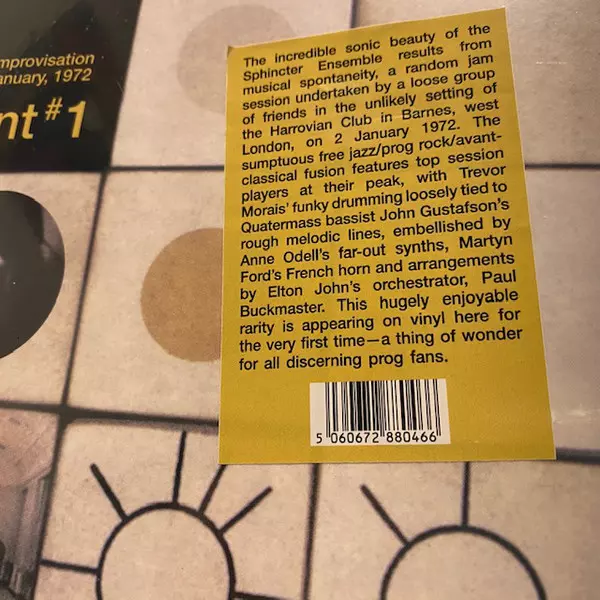 mprovisation
anuary, 1972
nt #1
The incredible sonic beauty of the
Sphincter Ensemble results from
musical spontaneity, a random jam
session undertaken by a loose group
of friends in the unlikely setting of
the Harrovian Club in Barnes, west
London, on 2 January 1972. The
sumptuous free jazz/prog rock/avant-
classical fusion features top session
players at their peak, with Trevor
Morais' funky drumming loosely tied to
Quatermass bassist John Gustafson's
rough melodic lines, embellished by
Anne Odell's far-out synths, Martyn
Ford's French horn and arrangements
by Elton John's orchestrator, Paul
Buckmaster. This hugely enjoyable
rarity is appearing on vinyl here for
the very first time—a thing of wonder
for all discerning prog fans.
5 060672 880466